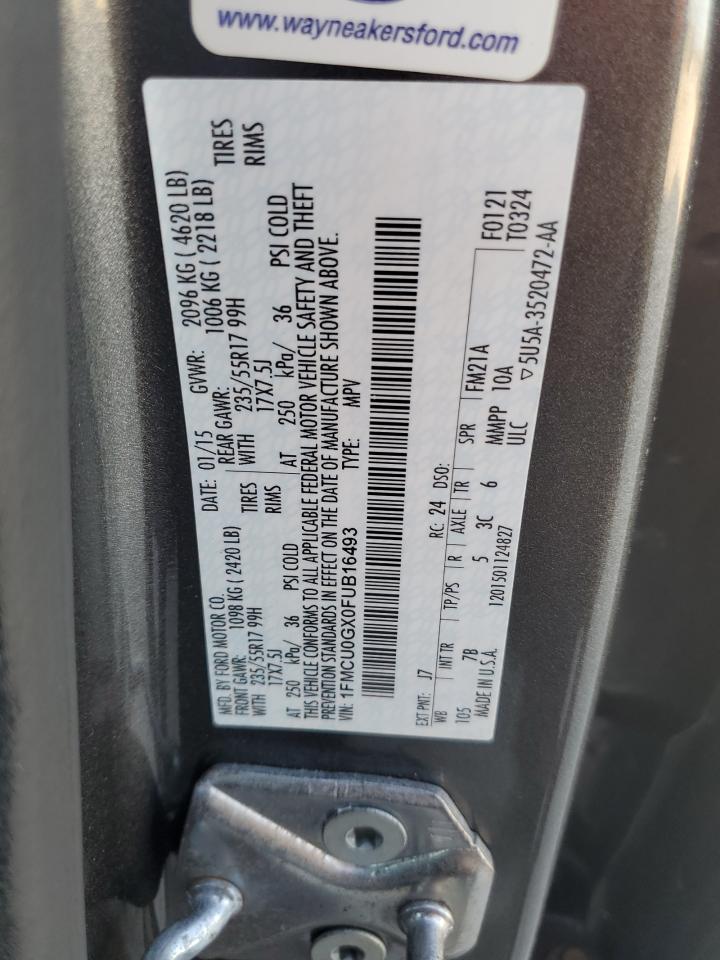 www.wayneakersford.com
MFD. BY FORD MOTOR CO.
DATE: 01/15 GVWR: 2096 KG ( 4620 LB)
FRONT GAWR: 1098 KG ( 2420 LB) REAR GAWR: 1006 KG ( 2218 LB)
WITH 235/55R17 99H TIRES WITH 235/55R17 99H TIRES
17X7.5J RIMS 17X7.5J RIMS
AT 250 kPa/ 36 PSI COLD AT 250 kPa/ 36 PSI COLD
THIS VEHICLE CONFORMS TO ALL APPLICABLE FEDERAL MOTOR VEHICLE SAFETY AND THEFT
PREVENTION STANDARDS IN EFFECT ON THE DATE OF MANUFACTURE SHOWN ABOVE.
VIN: 1FMCU0GX0FUB16493 TYPE: MPV
EXT PNT: J7 RC: 24 DSO: F0121
WB INT TR TP/PS R AXLE TR SPR FM21A T0324
105 7B 5 3C 6 MMPP 10A
MADE IN U.S.A. 1201501124827 ULC ▽5U5A-3520472-AA